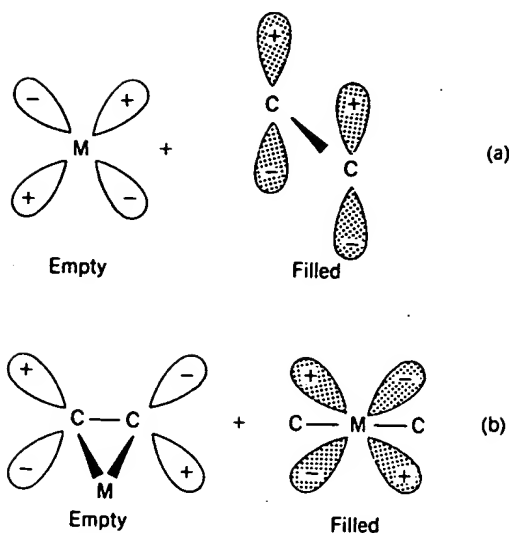 − +
M
+ −
Empty
+
+
C
−
+
C
−
Filled
(a)
+ −
C — C
− +
M
Empty
+
+ −
C — M — C
− +
Filled
(b)